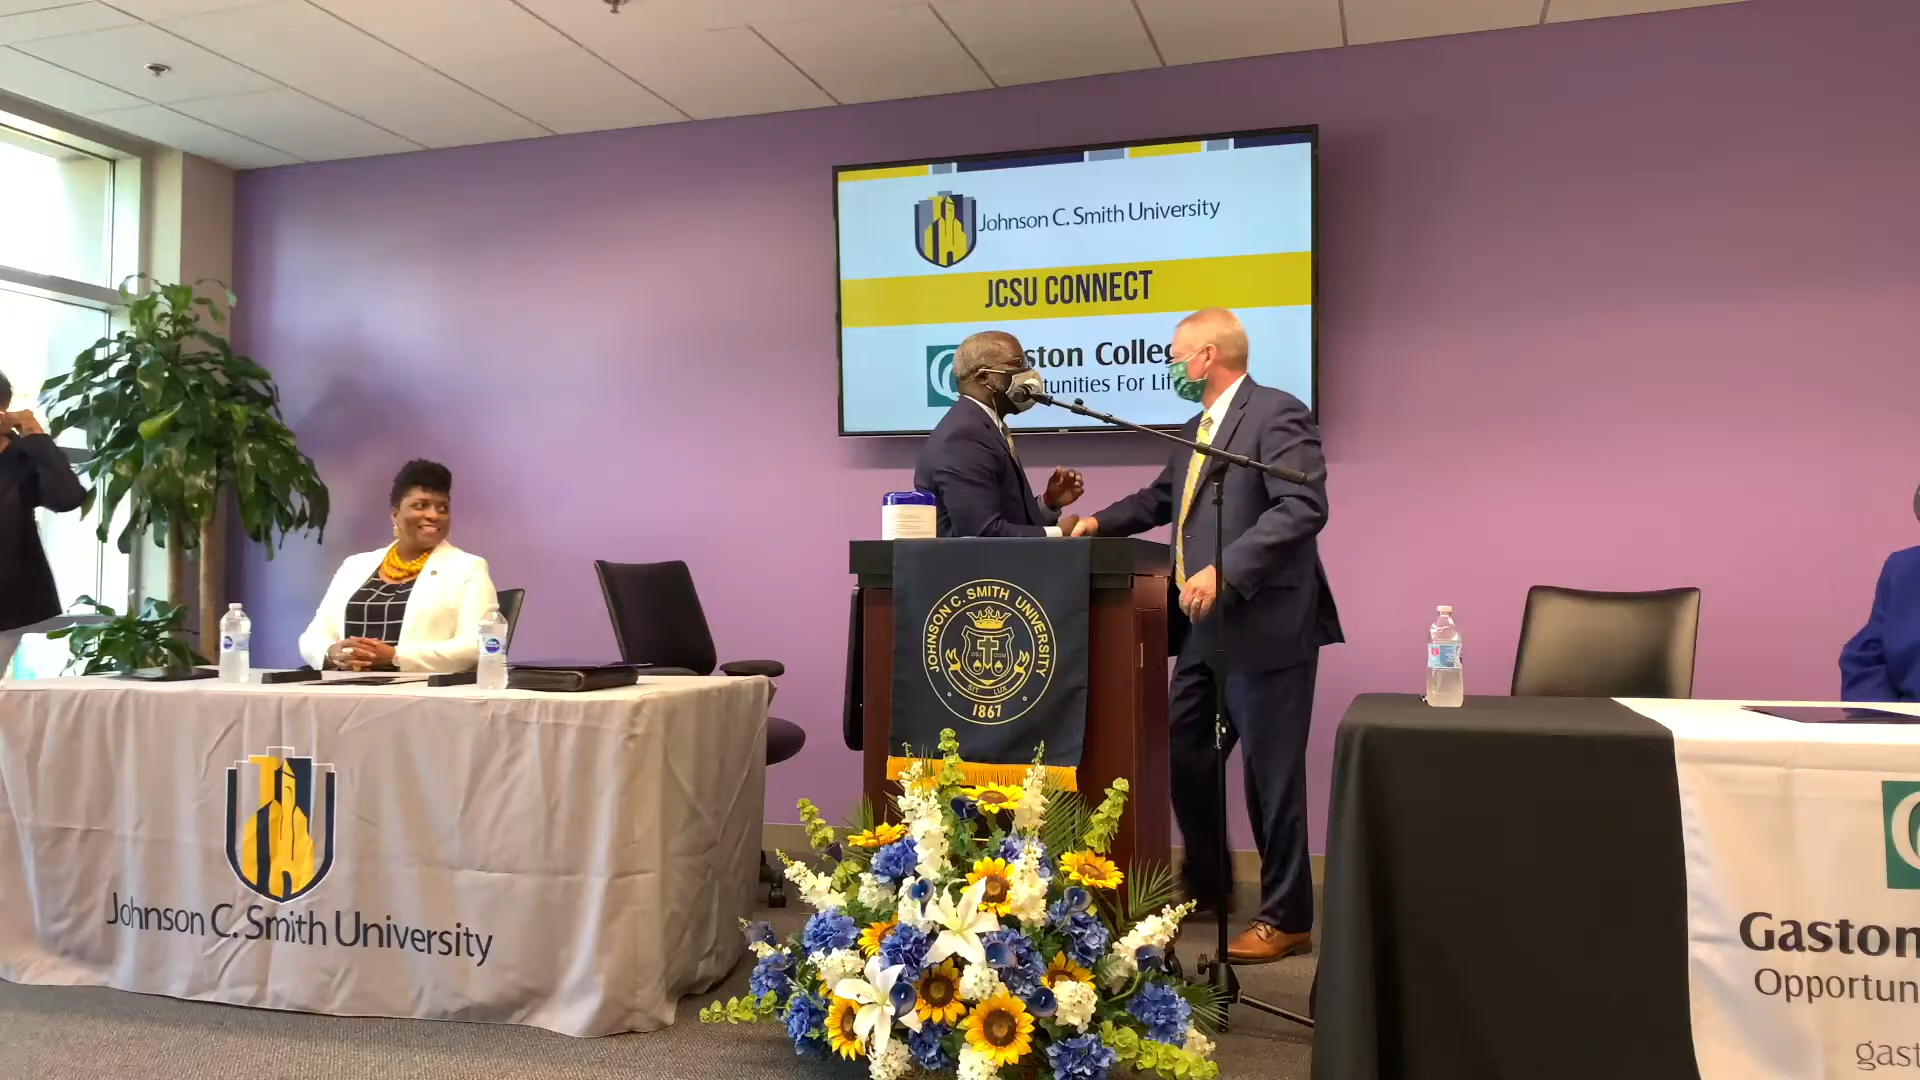 Johnson C. Smith University
JCSU CONNECT
ston Colleg
tunities For Lif
JOHNSON C. SMITH UNIVERSITY
SIT LUX
1867
Johnson C. Smith University
Gaston
Opportun
gast